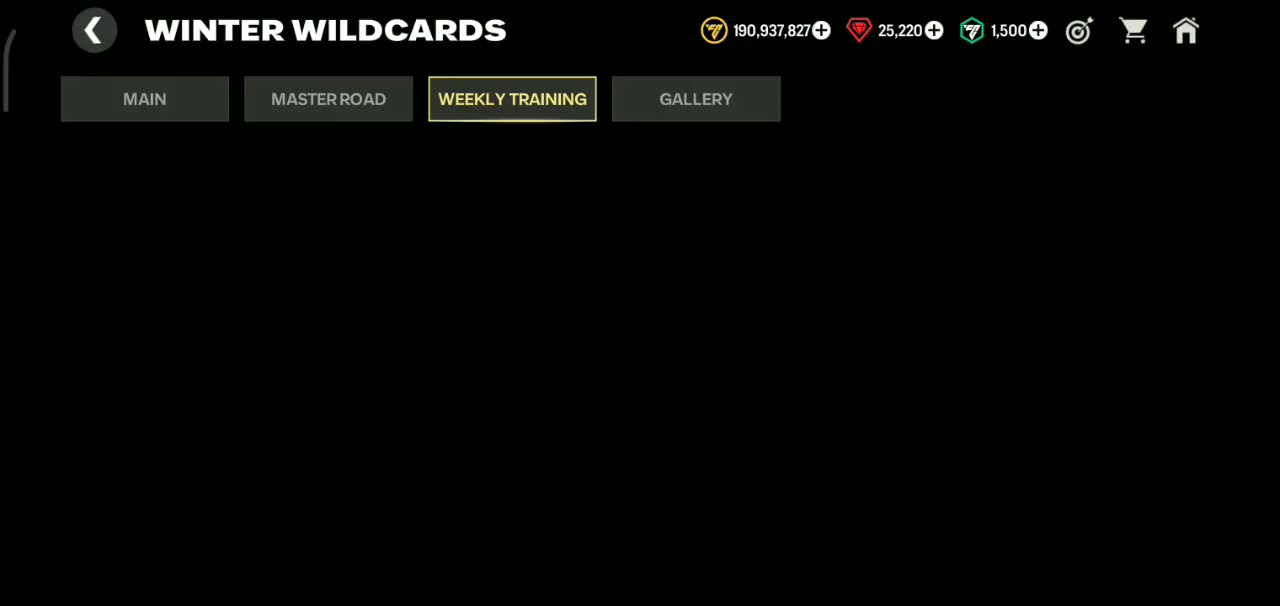 WINTER WILDCARDS
190,937,827
25,220
1,500
MAIN
MASTER ROAD
WEEKLY TRAINING
GALLERY